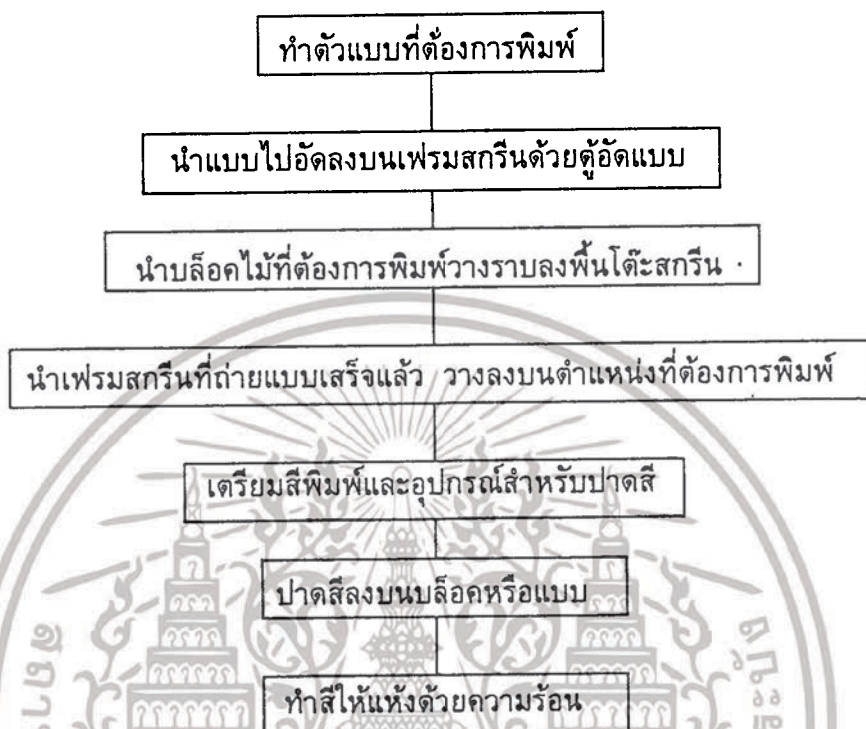 ทำตัวแบบที่ต้องการพิมพ์
นำแบบไปอัดลงบนเฟรมสกรีนด้วยตู้อัดแบบ
นำบล็อคไม้ที่ต้องการพิมพ์วางราบลงพื้นโต๊ะสกรีน
นำเฟรมสกรีนที่ถ่ายแบบเสร็จแล้ว วางลงบนตำแหน่งที่ต้องการพิมพ์
เตรียมสีพิมพ์และอุปกรณ์สำหรับปาดสี
ปาดสีลงบนบล็อคหรือแบบ
ทำสีให้แห้งด้วยความร้อน